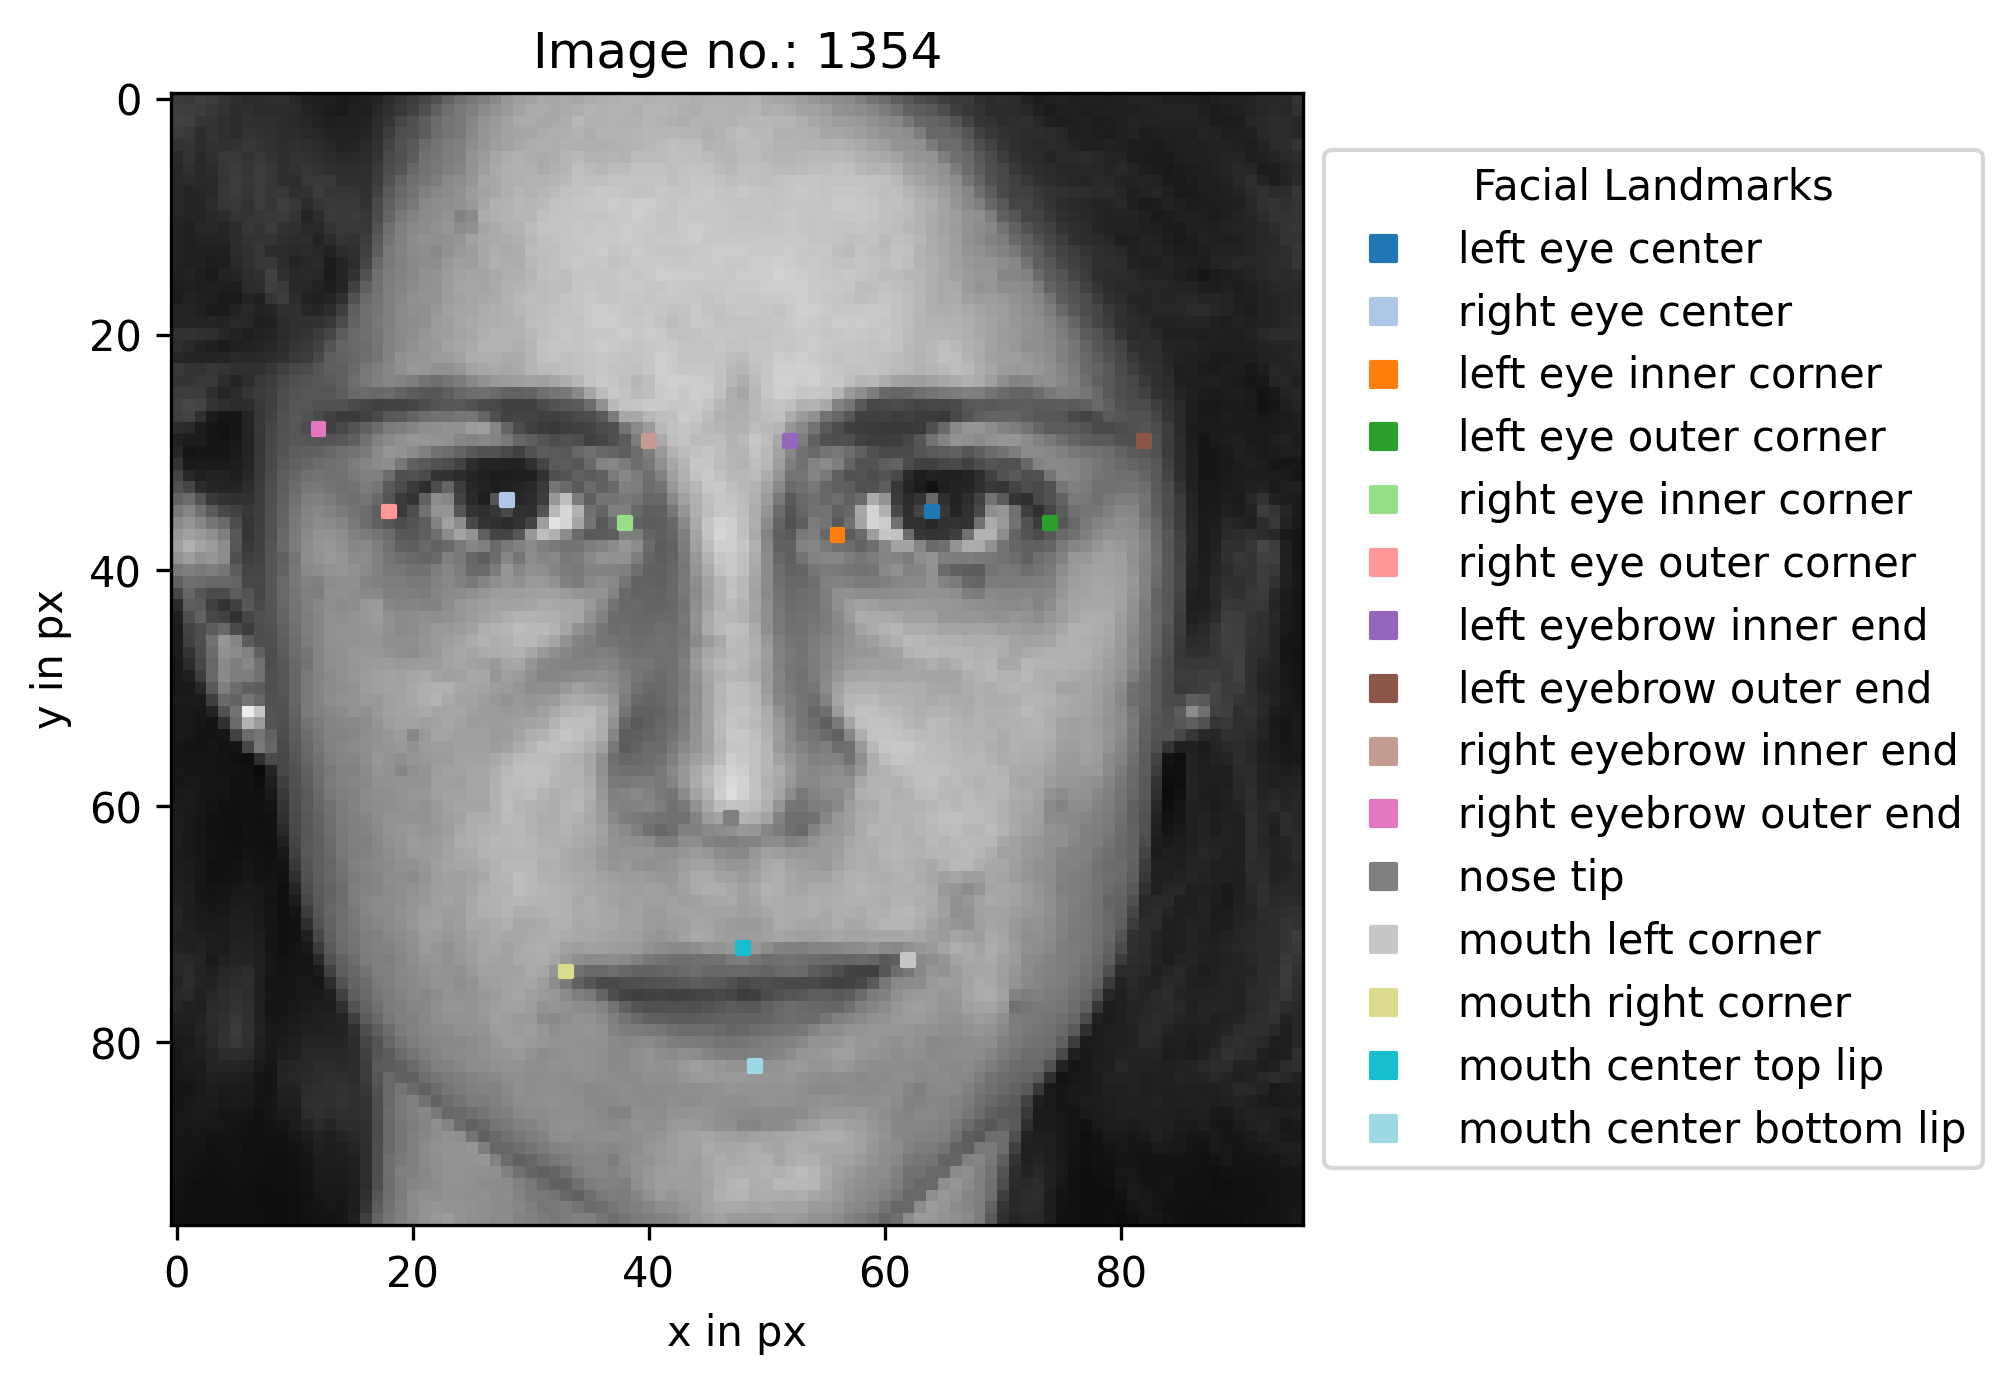 Image no.: 1354
0
20
40
60
80
y in px
0 20 40 60 80
x in px
Facial Landmarks
left eye center
right eye center
left eye inner corner
left eye outer corner
right eye inner corner
right eye outer corner
left eyebrow inner end
left eyebrow outer end
right eyebrow inner end
right eyebrow outer end
nose tip
mouth left corner
mouth right corner
mouth center top lip
mouth center bottom lip